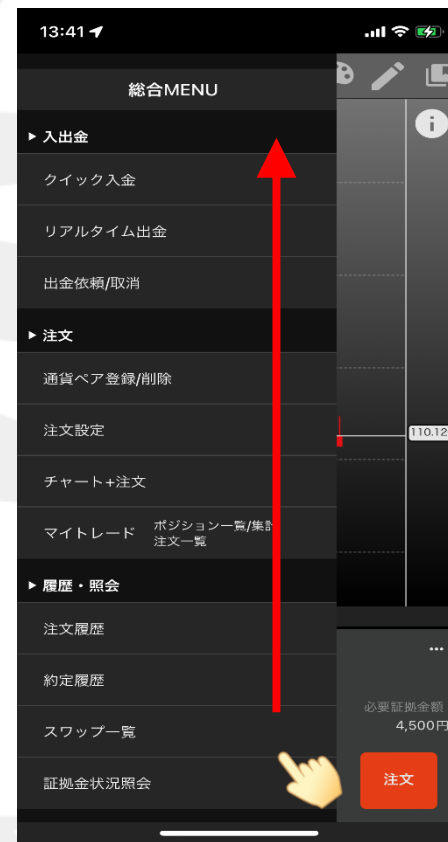 13:41
総合MENU
▶ 入出金
クイック入金
リアルタイム出金
出金依頼/取消
▶ 注文
通貨ペア登録/削除
注文設定
チャート+注文
マイトレード ポジション一覧/集計
注文一覧
▶ 履歴・照会
注文履歴
約定履歴
スワップ一覧
証拠金状況照会
110.12
必要証拠金額
4,500円
注文